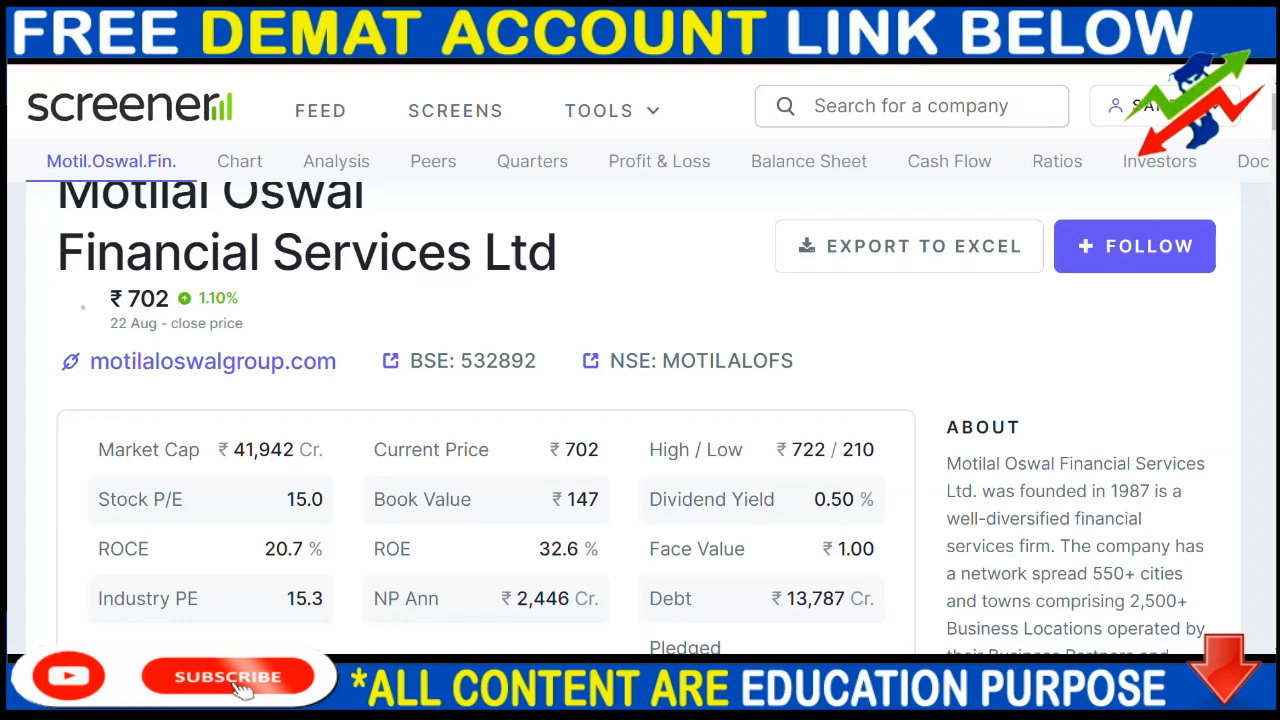 FREE DEMAT ACCOUNT LINK BELOW
screener
FEED
SCREENS
TOOLS
Search for a company
Motil.Oswal.Fin.
Chart
Analysis
Peers
Quarters
Profit & Loss
Balance Sheet
Cash Flow
Ratios
Investors
Doc
Motilal Oswal
Financial Services Ltd
EXPORT TO EXCEL
+ FOLLOW
₹ 702 1.10%
22 Aug - close price
motilaloswalgroup.com
BSE: 532892
NSE: MOTILALOFS
Market Cap ₹ 41,942 Cr.
Current Price ₹ 702
High / Low ₹ 722 / 210
Stock P/E 15.0
Book Value ₹ 147
Dividend Yield 0.50 %
ROCE 20.7 %
ROE 32.6 %
Face Value ₹ 1.00
Industry PE 15.3
NP Ann ₹ 2,446 Cr.
Debt ₹ 13,787 Cr.
Pledged
ABOUT
Motilal Oswal Financial Services
Ltd. was founded in 1987 is a
well-diversified financial
services firm. The company has
a network spread 550+ cities
and towns comprising 2,500+
Business Locations operated by
their Business Partners and
SUBSCRIBE
*ALL CONTENT ARE EDUCATION PURPOSE